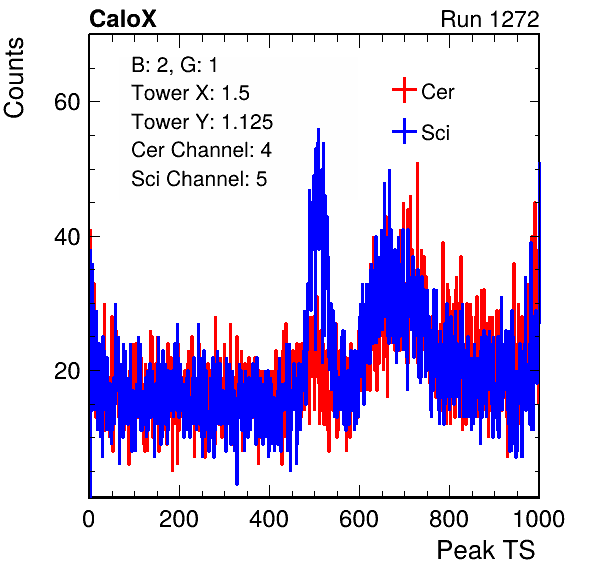 CaloX Run 1272
Counts
B: 2, G: 1
Tower X: 1.5
Tower Y: 1.125
Cer Channel: 4
Sci Channel: 5
Cer
Sci
60
40
20
0 200 400 600 800 1000
Peak TS